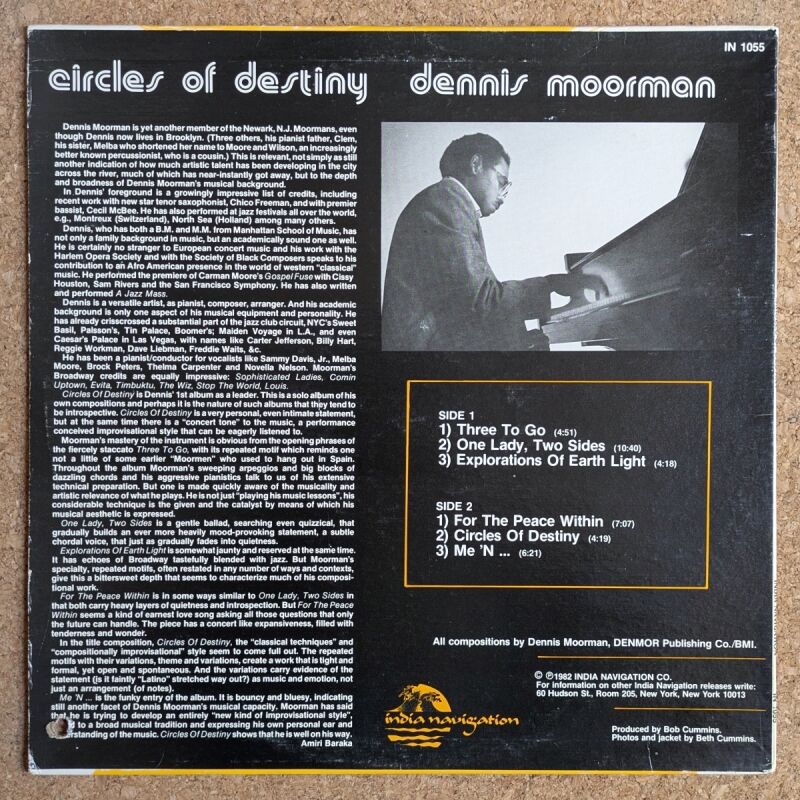 IN 1055
circles of destiny dennis moorman
Dennis Moorman is yet another member of the Newark, N.J. Moormans, even
though Dennis now lives in Brooklyn. (Three others, his pianist father, Clem,
his sister, Melba who shortened her name to Moore and Wilson, an increasingly
better known percussionist, who is a cousin.) This is relevant, not simply as still
another indication of how much artistic talent has been developing in the city
across the river, much of which has near-instantly got away, but to the depth
and broadness of Dennis Moorman's musical background.
In Dennis' foreground is a growingly impressive list of credits, including
recent work with new star tenor saxophonist, Chico Freeman, and with premier
bassist, Cecil McBee. He has also performed at jazz festivals all over the world,
e.g., Montreux (Switzerland), North Sea (Holland) among many others.
Dennis, who has both a B.M. and M.M. from Manhattan School of Music, has
not only a family background in music, but an academically sound one as well.
He is certainly no stranger to European concert music and his work with the
Harlem Opera Society and with the Society of Black Composers speaks to his
contribution to an Afro American presence in the world of western "classical"
music. He performed the premiere of Carman Moore's Gospel Fuse with Cissy
Houston, Sam Rivers and the San Francisco Symphony. He has also written
and performed A Jazz Mass.
Dennis is a versatile artist, as pianist, composer, arranger. And his academic
background is only one aspect of his musical equipment and personality. He
has already crisscrossed a substantial part of the jazz club circuit, NYC's Sweet
Basil, Palsson's, Tin Palace, Boomer's; Maiden Voyage in L.A., and even
Caesar's Palace in Las Vegas, with names like Carter Jefferson, Billy Hart,
Reggie Workman, Dave Liebman, Freddie Waits, &c.
He has been a pianist/conductor for vocalists like Sammy Davis, Jr., Melba
Moore, Brock Peters, Thelma Carpenter and Novella Nelson. Moorman's
Broadway credits are equally impressive: Sophisticated Ladies, Comin
Uptown, Evita, Timbuktu, The Wiz, Stop The World, Louis.
Circles Of Destiny is Dennis' 1st album as a leader. This is a solo album of his
own compositions and perhaps it is the nature of such albums that they tend to
be introspective. Circles Of Destiny is a very personal, even intimate statement,
but at the same time there is a "concert tone" to the music, a performance
conceived improvisational style that can be eagerly listened to.
Moorman's mastery of the instrument is obvious from the opening phrases of
the fiercely staccato Three To Go, with its repeated motif which reminds one
not a little of some earlier "Moormen" who used to hang out in Spain.
Throughout the album Moorman's sweeping arpeggios and big blocks of
dazzling chords and his aggressive pianistics talk to us of his extensive
technical preparation. But one is made quickly aware of the musicality and
artistic relevance of what he plays. He is not just "playing his music lessons", his
considerable technique is the given and the catalyst by means of which his
musical aesthetic is expressed.
One Lady, Two Sides is a gentle ballad, searching even quizzical, that
gradually builds an ever more heavily mood-provoking statement, a subtle
chordal voice, that just as gradually fades into quietness.
Explorations Of Earth Light is somewhat jaunty and reserved at the same time.
It has echoes of Broadway tastefully blended with jazz. But Moorman's
specialty, repeated motifs, often restated in any number of ways and contexts,
give this a bittersweet depth that seems to characterize much of his composi-
tional work.
For The Peace Within is in some ways similar to One Lady, Two Sides in
that both carry heavy layers of quietness and introspection. But For The Peace
Within seems a kind of earnest love song asking all those questions that only
the future can handle. The piece has a concert like expansiveness, filled with
tenderness and wonder.
In the title composition, Circles Of Destiny, the "classical techniques" and
"compositionally improvisational" style seem to come full out. The repeated
motifs with their variations, theme and variations, create a work that is tight and
formal, yet open and spontaneous. And the variations carry evidence of the
statement (is it faintly "Latino" stretched way out?) as music and emotion, not
just an arrangement (of notes).
Me 'N ... is the funky entry of the album. It is bouncy and bluesy, indicating
still another facet of Dennis Moorman's musical capacity. Moorman has said
that he is trying to develop an entirely "new kind of improvisational style",
to a broad musical tradition and expressing his own personal ear and
erstanding of the music. Circles Of Destiny shows that he is well on his way.
Amiri Baraka
SIDE 1
1) Three To Go (4:51)
2) One Lady, Two Sides (10:40)
3) Explorations Of Earth Light (4:18)
SIDE 2
1) For The Peace Within (7:07)
2) Circles Of Destiny (4:19)
3) Me 'N ... (6:21)
All compositions by Dennis Moorman, DENMOR Publishing Co./BMI.
© ℗1982 INDIA NAVIGATION CO.
For information on other India Navigation releases write:
60 Hudson St., Room 205, New York, New York 10013
india navigation
Produced by Bob Cummins.
Photos and jacket by Beth Cummins.